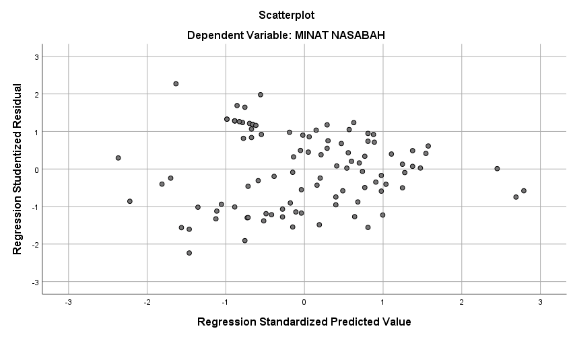 Scatterplot
Dependent Variable: MINAT NASABAH
Regression Studentized Residual
3
2
1
0
-1
-2
-3
-3 -2 -1 0 1 2 3
Regression Standardized Predicted Value